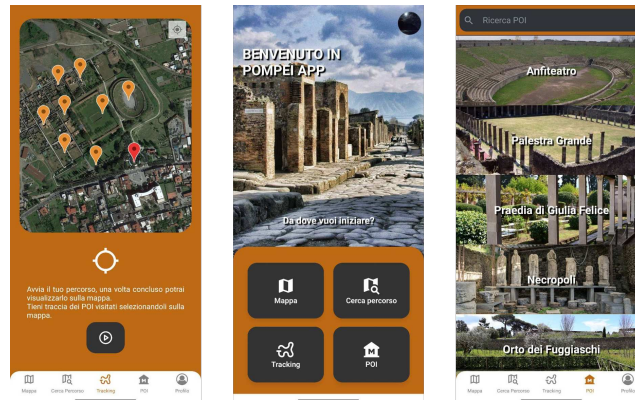 Avvia il tuo percorso, una volta concluso potrai
visualizzarlo sulla mappa.
Tieni traccia dei POI visitati selezionandoli sulla
mappa.
Mappa
Cerca Percorso
Tracking
POI
Profilo
BENVENUTO IN
POMPEI APP
Da dove vuoi iniziare?
Mappa
Cerca percorso
Tracking
POI
Ricerca POI
Anfiteatro
Palestra Grande
Praedia di Giulia Felice
Necropoli
Orto dei Fuggiaschi
Mappa
Cerca Percorso
Tracking
POI
Profilo